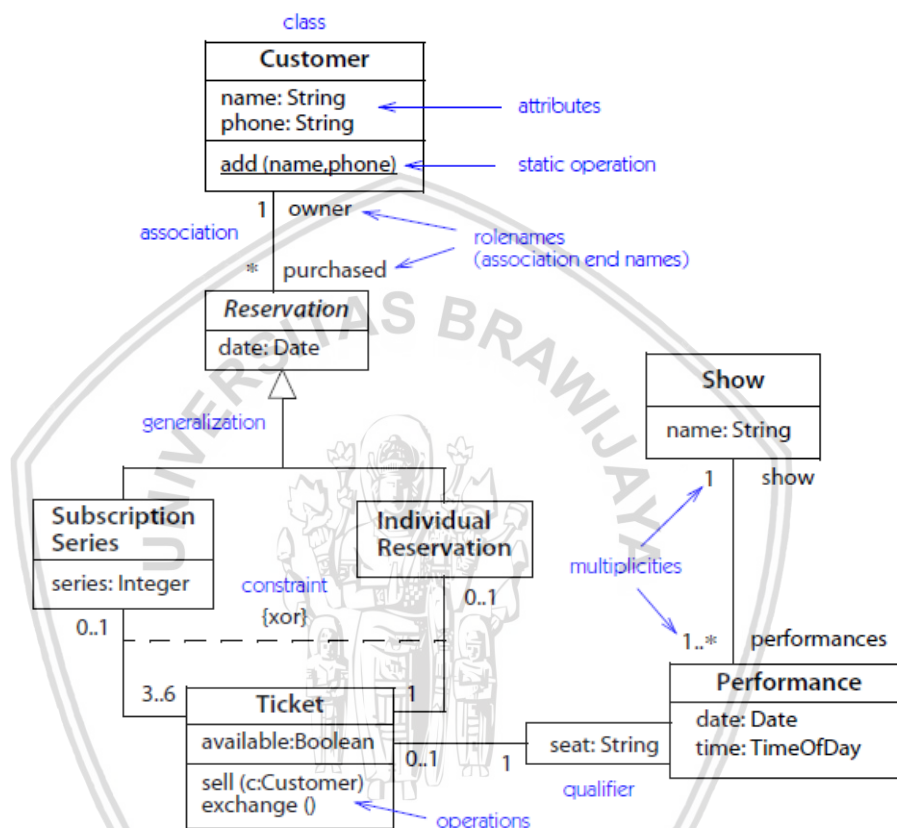 class
Customer
name: String
phone: String
attributes
add (name,phone)
static operation
1 owner
association
rolenames
(association end names)
* purchased
Reservation
date: Date
UNIVERSITAS BRAWIJAYA
Show
name: String
generalization
1 show
Subscription
Series
series: Integer
Individual
Reservation
multiplicities
constraint
{xor}
0..1
0..1
1..* performances
Performance
date: Date
time: TimeOfDay
3..6
1
Ticket
available:Boolean
0..1
1
seat: String
qualifier
sell (c:Customer)
exchange ()
operations